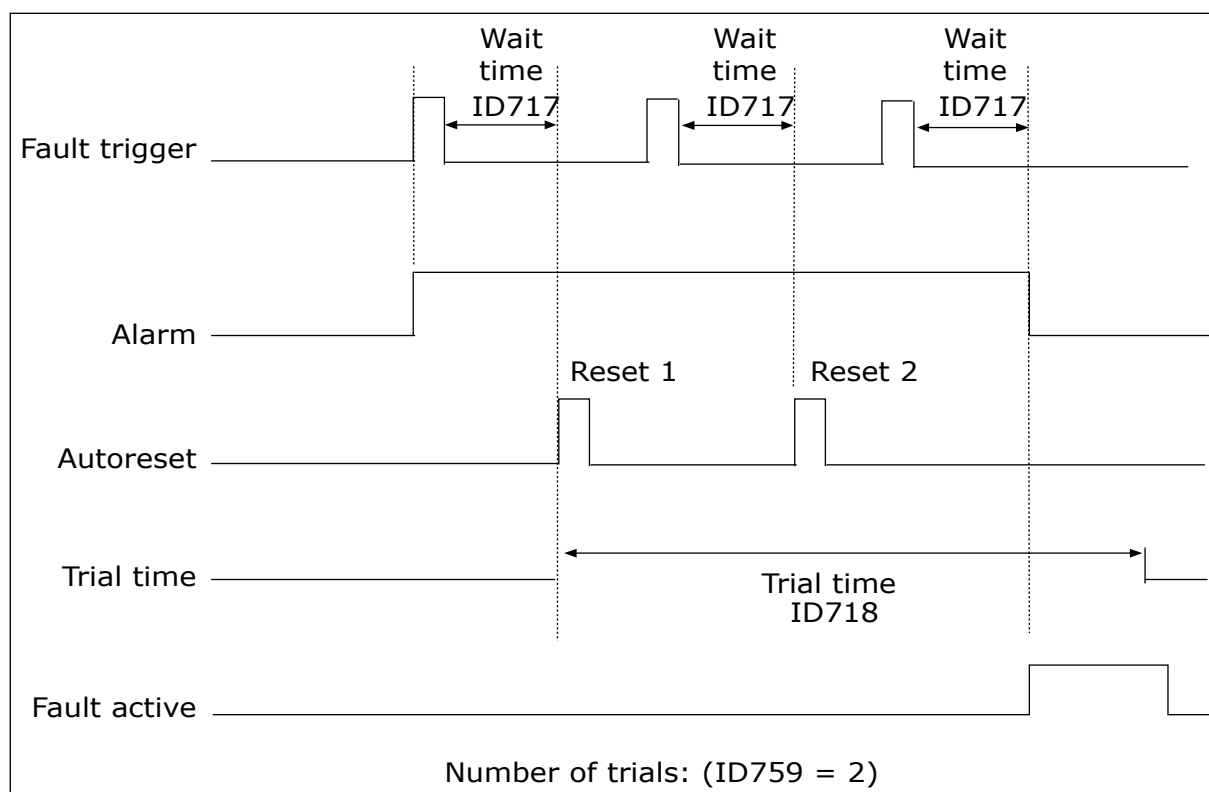 Wait
time
ID717
Wait
time
ID717
Wait
time
ID717
Fault trigger
Alarm
Reset 1
Reset 2
Autoreset
Trial time
Trial time
ID718
Fault active
Number of trials: (ID759 = 2)